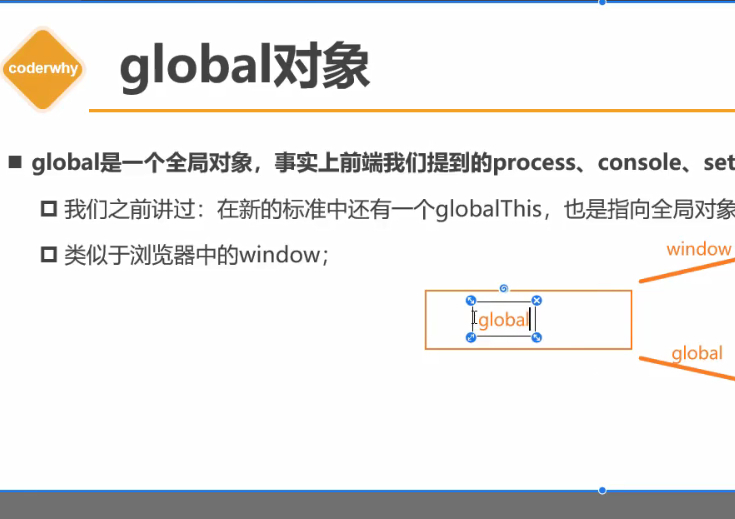 coderwhy
global对象
global是一个全局对象，事实上前端我们提到的process、console、set
我们之前讲过：在新的标准中还有一个globalThis，也是指向全局对象
类似于浏览器中的window；
window
global
global